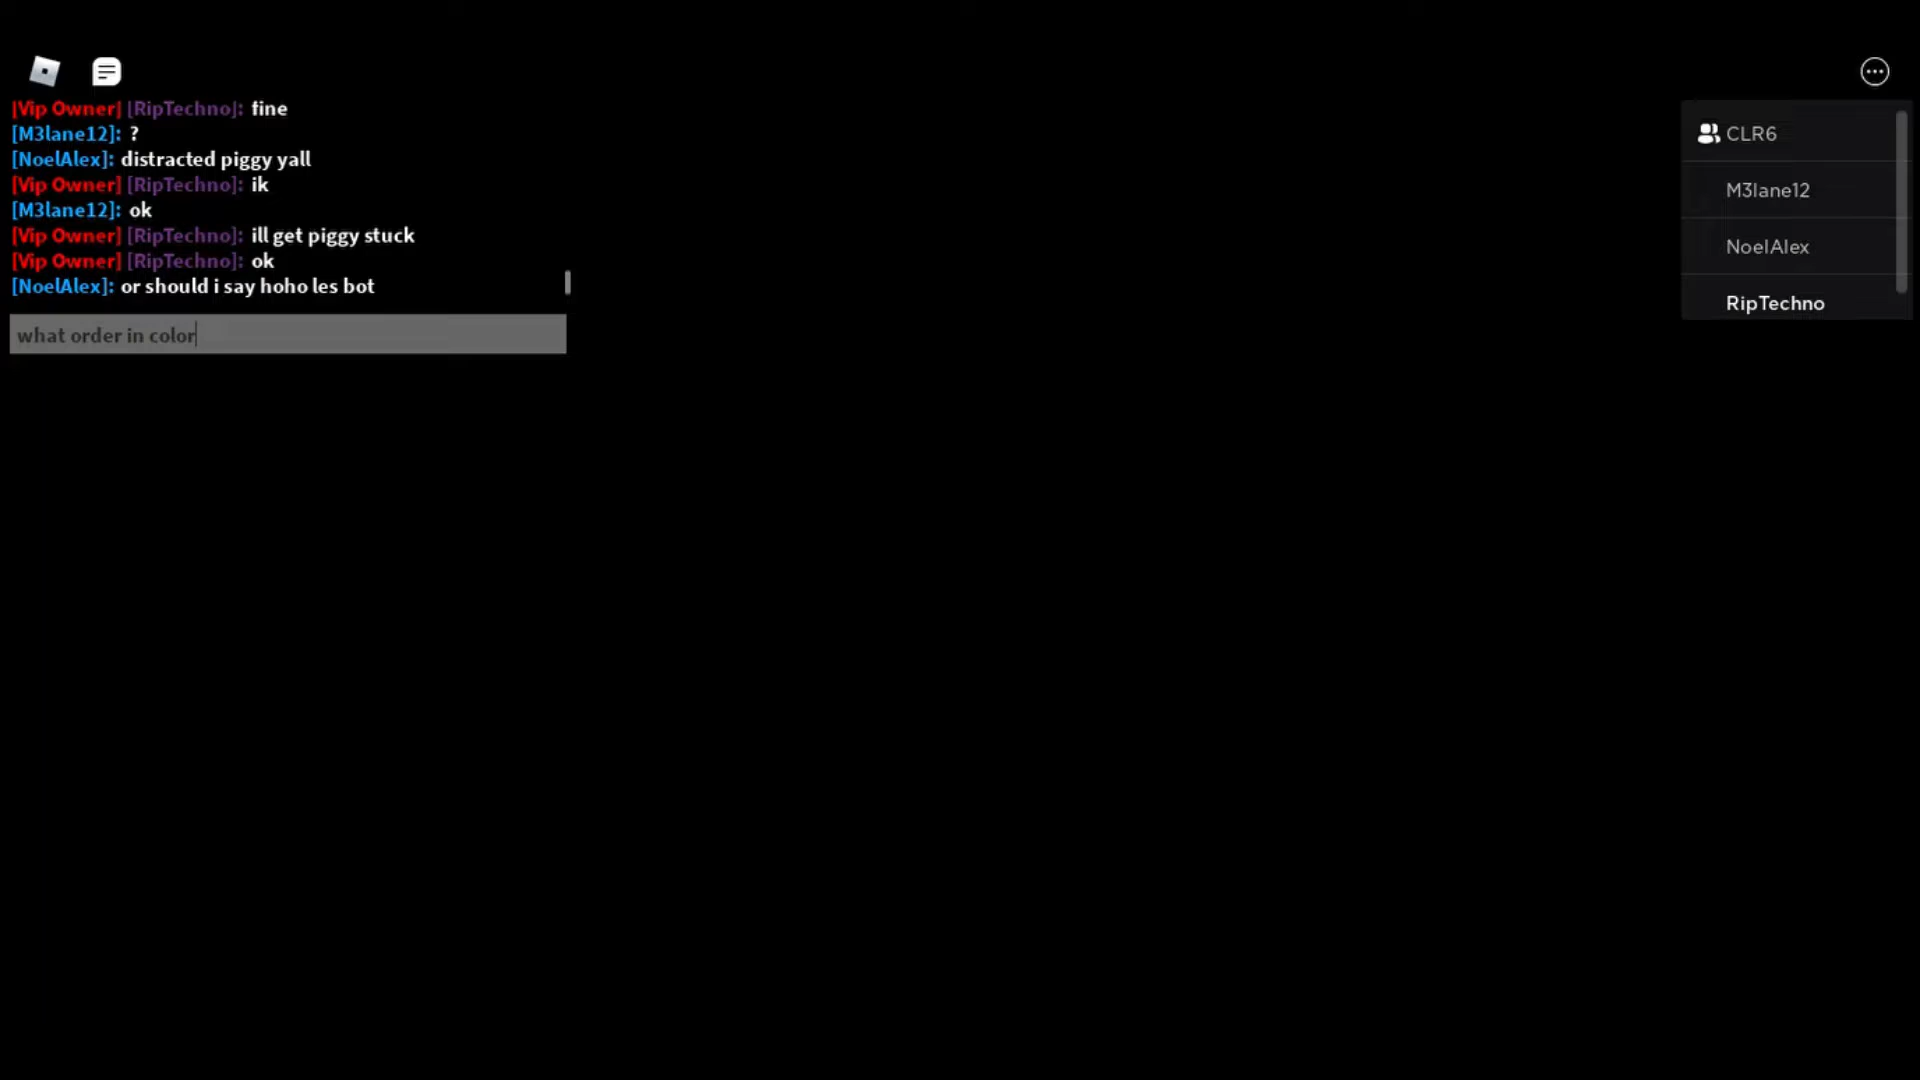 [Vip Owner] [RipTechno]: fine
[M3lane12]: ?
[NoelAlex]: distracted piggy yall
[Vip Owner] [RipTechno]: ik
[M3lane12]: ok
[Vip Owner] [RipTechno]: ill get piggy stuck
[Vip Owner] [RipTechno]: ok
[NoelAlex]: or should i say hoho les bot
what order in color
CLR6
M3lane12
NoelAlex
RipTechno